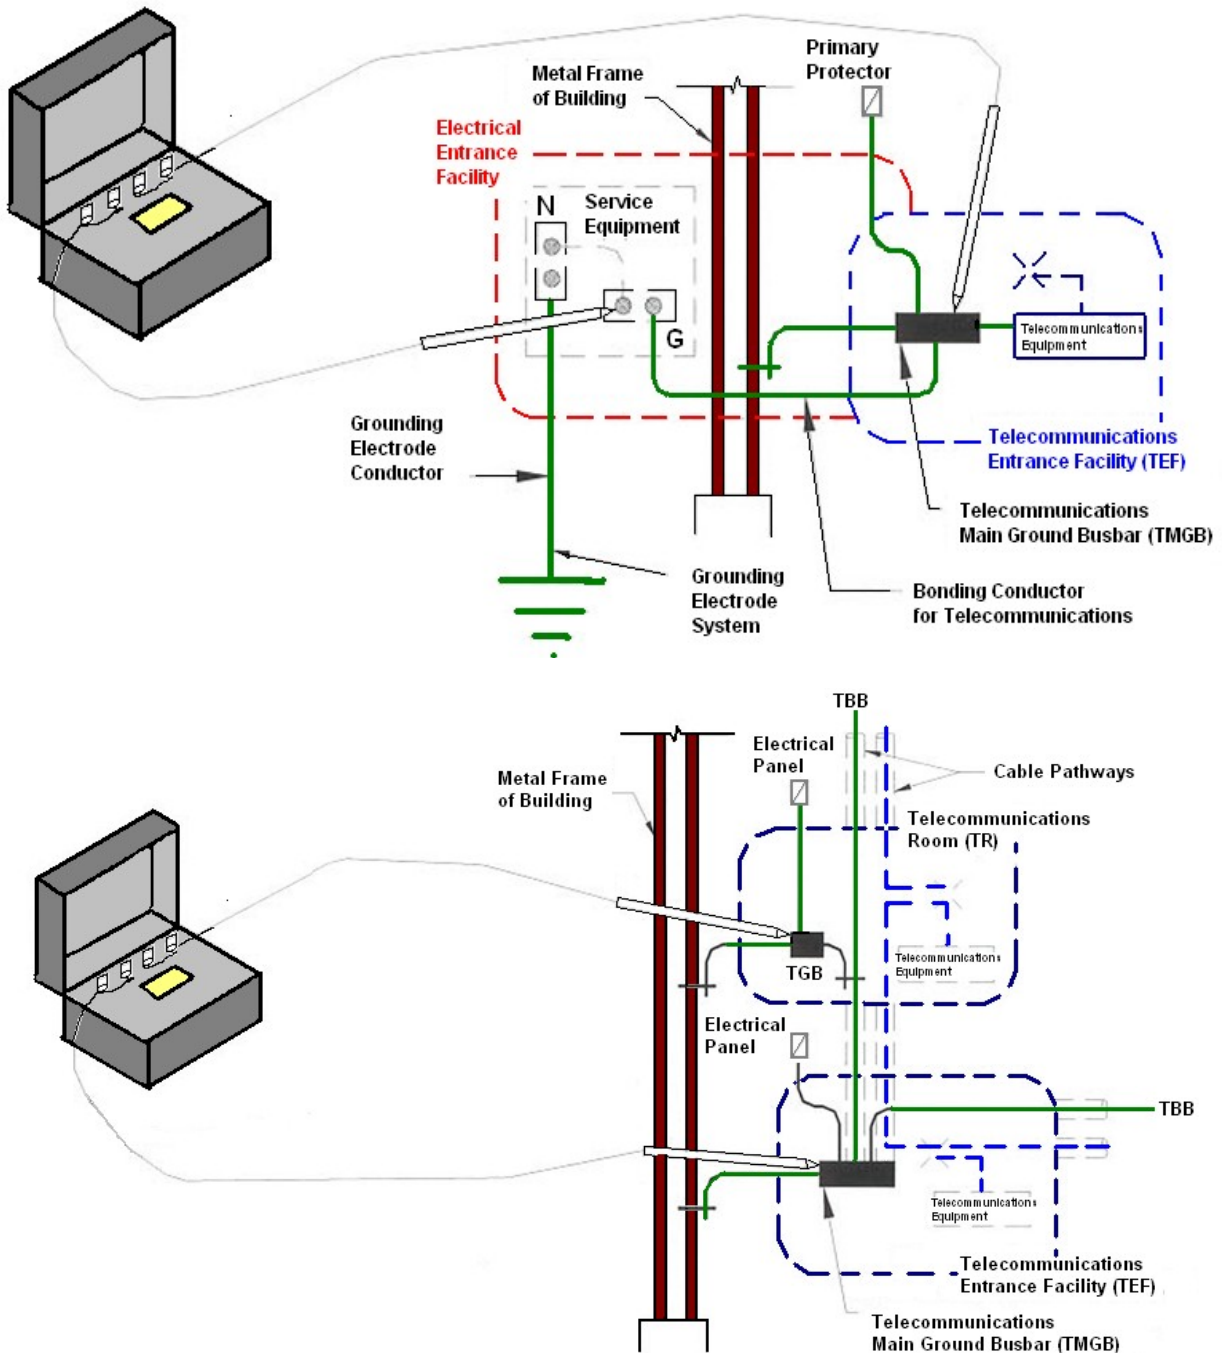 Primary
Protector
Metal Frame
of Building
Electrical
Entrance
Facility
N
Service
Equipment
G
Telecommunications
Equipment
Grounding
Electrode
Conductor
Telecommunications
Entrance Facility (TEF)
Telecommunications
Main Ground Busbar (TMGB)
Grounding
Electrode
System
Bonding Conductor
for Telecommunications
TBB
Electrical
Panel
Cable Pathways
Metal Frame
of Building
Telecommunications
Room (TR)
Telecommunications
Equipment
TGB
Electrical
Panel
TBB
Telecommunications
Equipment
Telecommunications
Entrance Facility (TEF)
Telecommunications
Main Ground Busbar (TMGB)